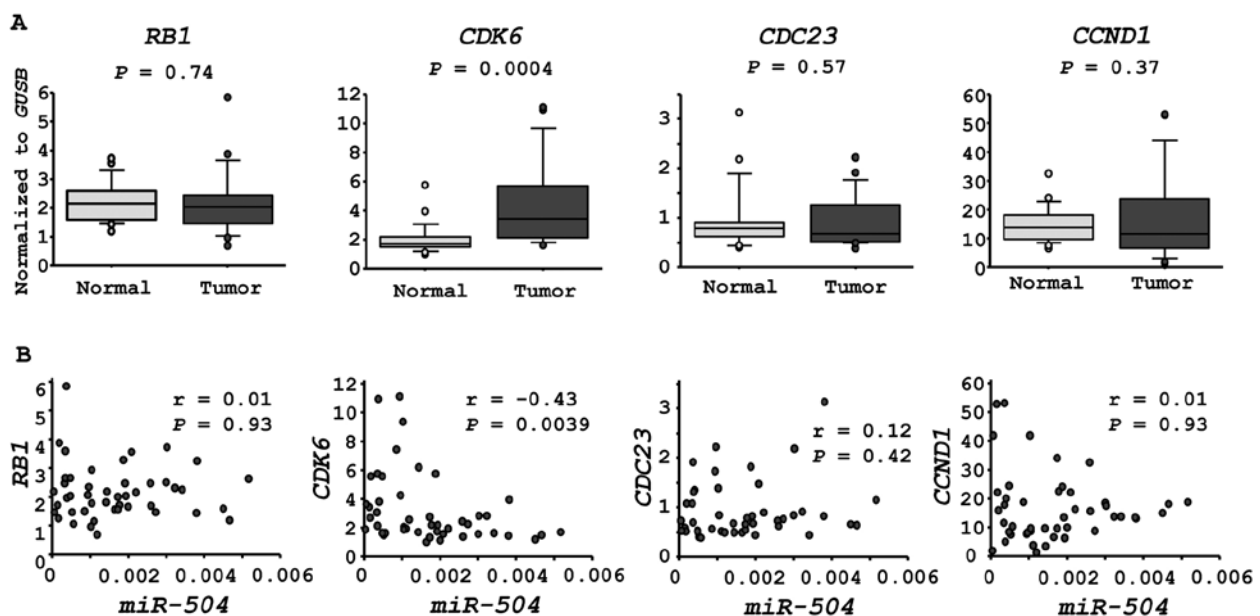 A
RB1 CDK6 CDC23 CCND1
P = 0.74 P = 0.0004 P = 0.57 P = 0.37
Normalized to GUSB
6 5 4 3 2 1 0
12 10 8 6 4 2 0
3 2 1 0
60 50 40 30 20 10 0
Normal Tumor Normal Tumor Normal Tumor Normal Tumor
B
RB1
6 5 4 3 2 1 0
r = 0.01
P = 0.93
0 0.002 0.004 0.006
miR-504
CDK6
12 10 8 6 4 2 0
r = -0.43
P = 0.0039
0 0.002 0.004 0.006
miR-504
CDC23
3 2 1 0
r = 0.12
P = 0.42
0 0.002 0.004 0.006
miR-504
CCND1
60 50 40 30 20 10 0
r = 0.01
P = 0.93
0 0.002 0.004 0.006
miR-504